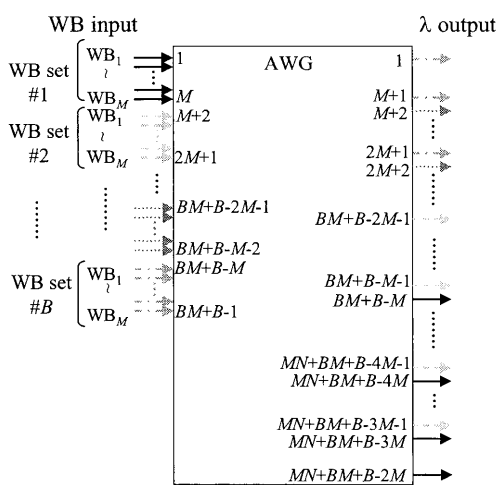 WB input
λ output
AWG
WB set
#1
WB₁
~
WB_M
1
M
WB set
#2
WB₁
~
WB_M
M+2
2M+1
BM+B-2M-1
BM+B-M-2
WB set
#B
WB₁
~
WB_M
BM+B-M
BM+B-1
1
M+1
M+2
2M+1
2M+2
BM+B-2M-1
BM+B-M-1
BM+B-M
MN+BM+B-4M-1
MN+BM+B-4M
MN+BM+B-3M-1
MN+BM+B-3M
MN+BM+B-2M